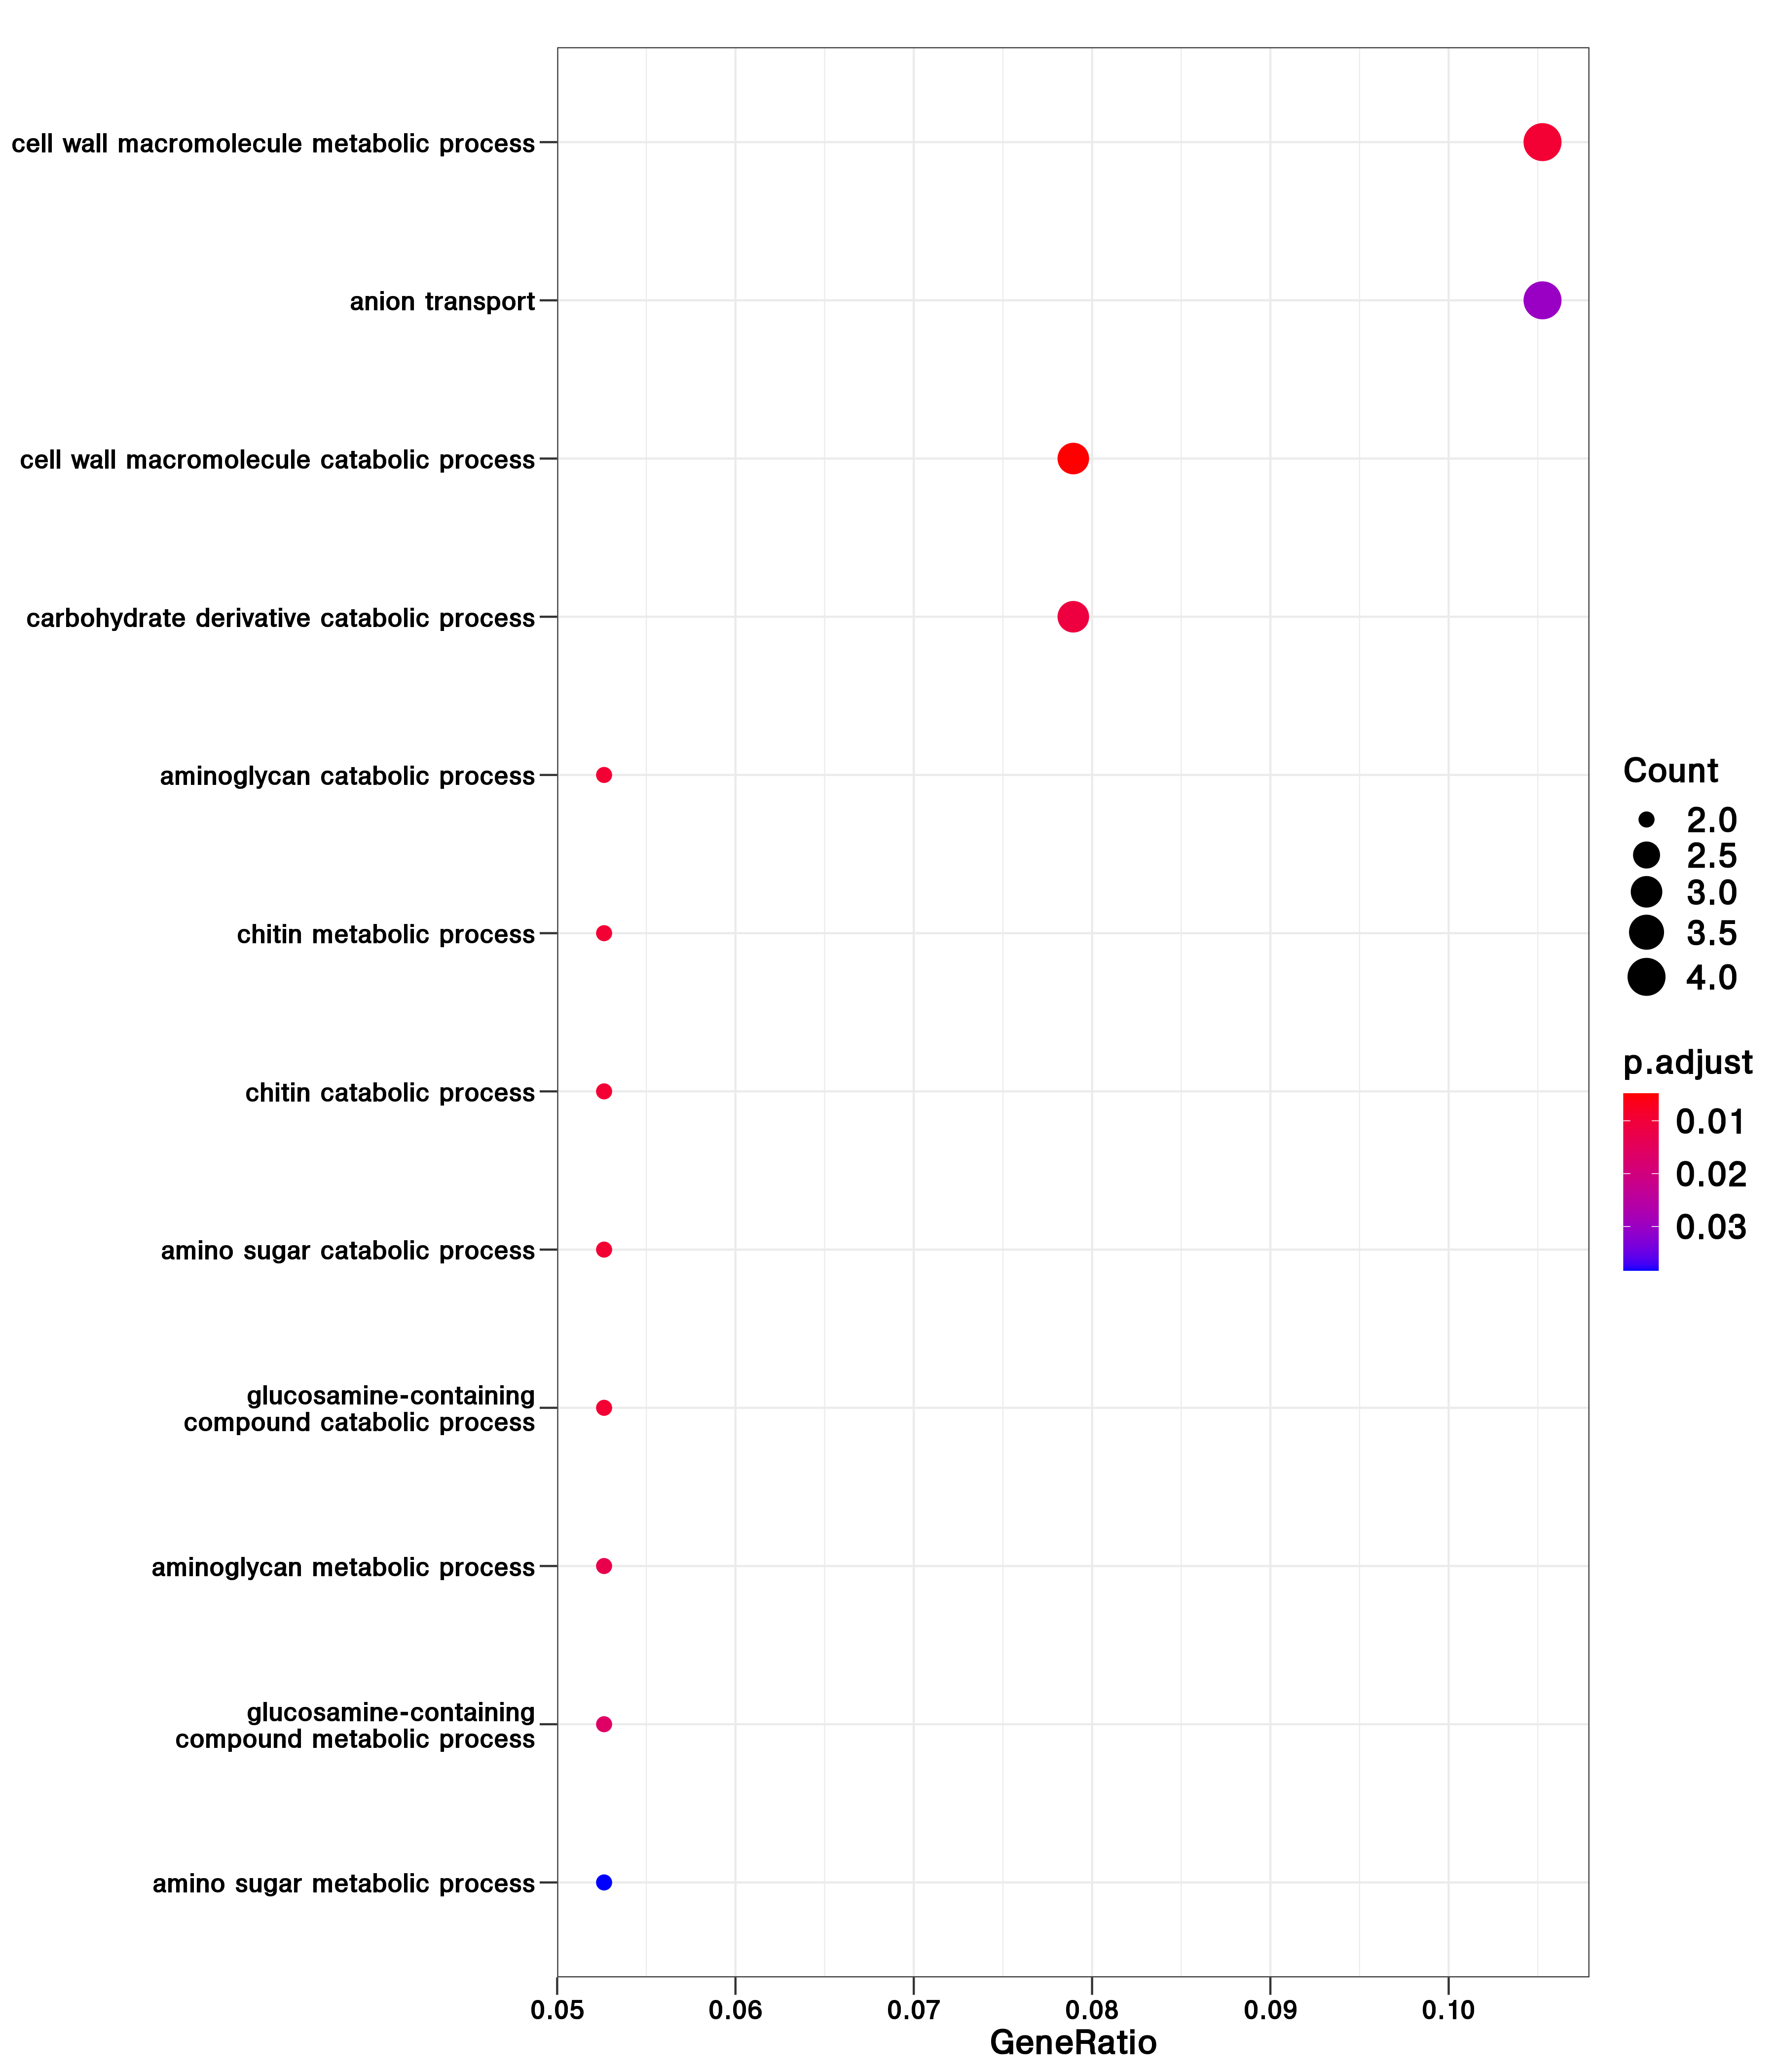 cell wall macromolecule metabolic process
anion transport
cell wall macromolecule catabolic process
carbohydrate derivative catabolic process
aminoglycan catabolic process
chitin metabolic process
chitin catabolic process
amino sugar catabolic process
glucosamine-containing
compound catabolic process
aminoglycan metabolic process
glucosamine-containing
compound metabolic process
amino sugar metabolic process
0.05 0.06 0.07 0.08 0.09 0.10
GeneRatio
Count
2.0
2.5
3.0
3.5
4.0
p.adjust
0.01
0.02
0.03